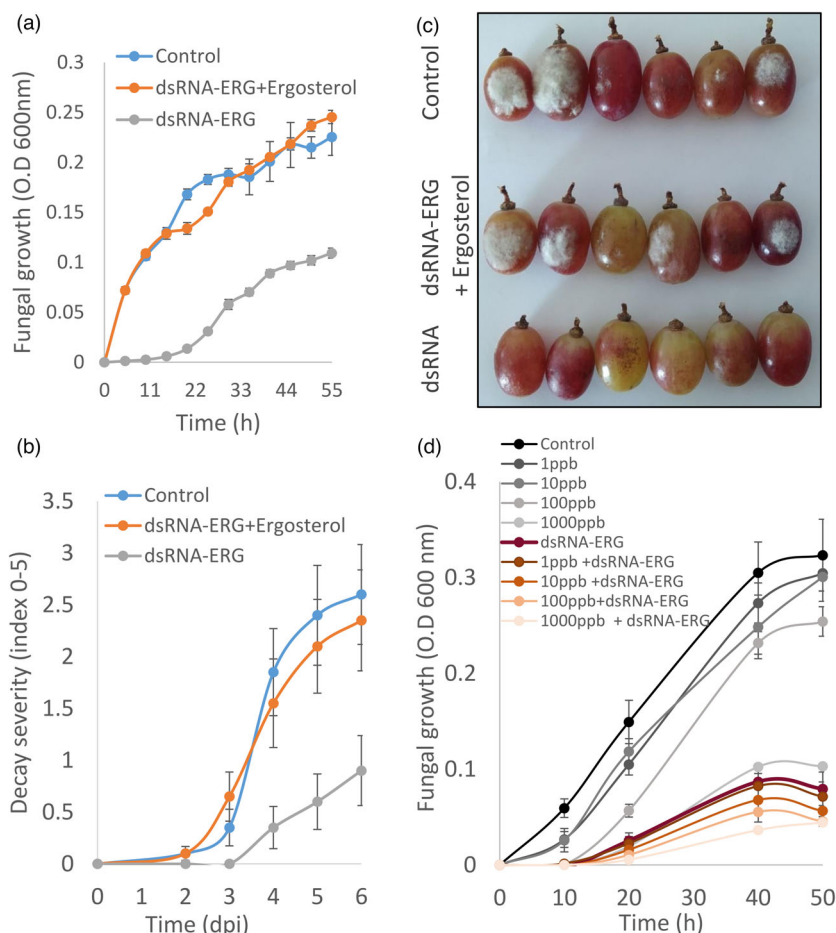 (a)
Control
dsRNA-ERG+Ergosterol
dsRNA-ERG
Fungal growth (O.D 600nm)
0.3
0.25
0.2
0.15
0.1
0.05
0
0 11 22 33 44 55
Time (h)
(c)
Control
dsRNA-ERG
+ Ergosterol
dsRNA
(b)
Control
dsRNA-ERG+Ergosterol
dsRNA-ERG
Decay severity (index 0-5)
3.5
3
2.5
2
1.5
1
0.5
0
0 1 2 3 4 5 6
Time (dpi)
(d)
Control
1ppb
10ppb
100ppb
1000ppb
dsRNA-ERG
1ppb +dsRNA-ERG
10ppb +dsRNA-ERG
100ppb+dsRNA-ERG
1000ppb + dsRNA-ERG
Fungal growth (O.D 600 nm)
0.4
0.3
0.2
0.1
0
0 10 20 30 40 50
Time (h)